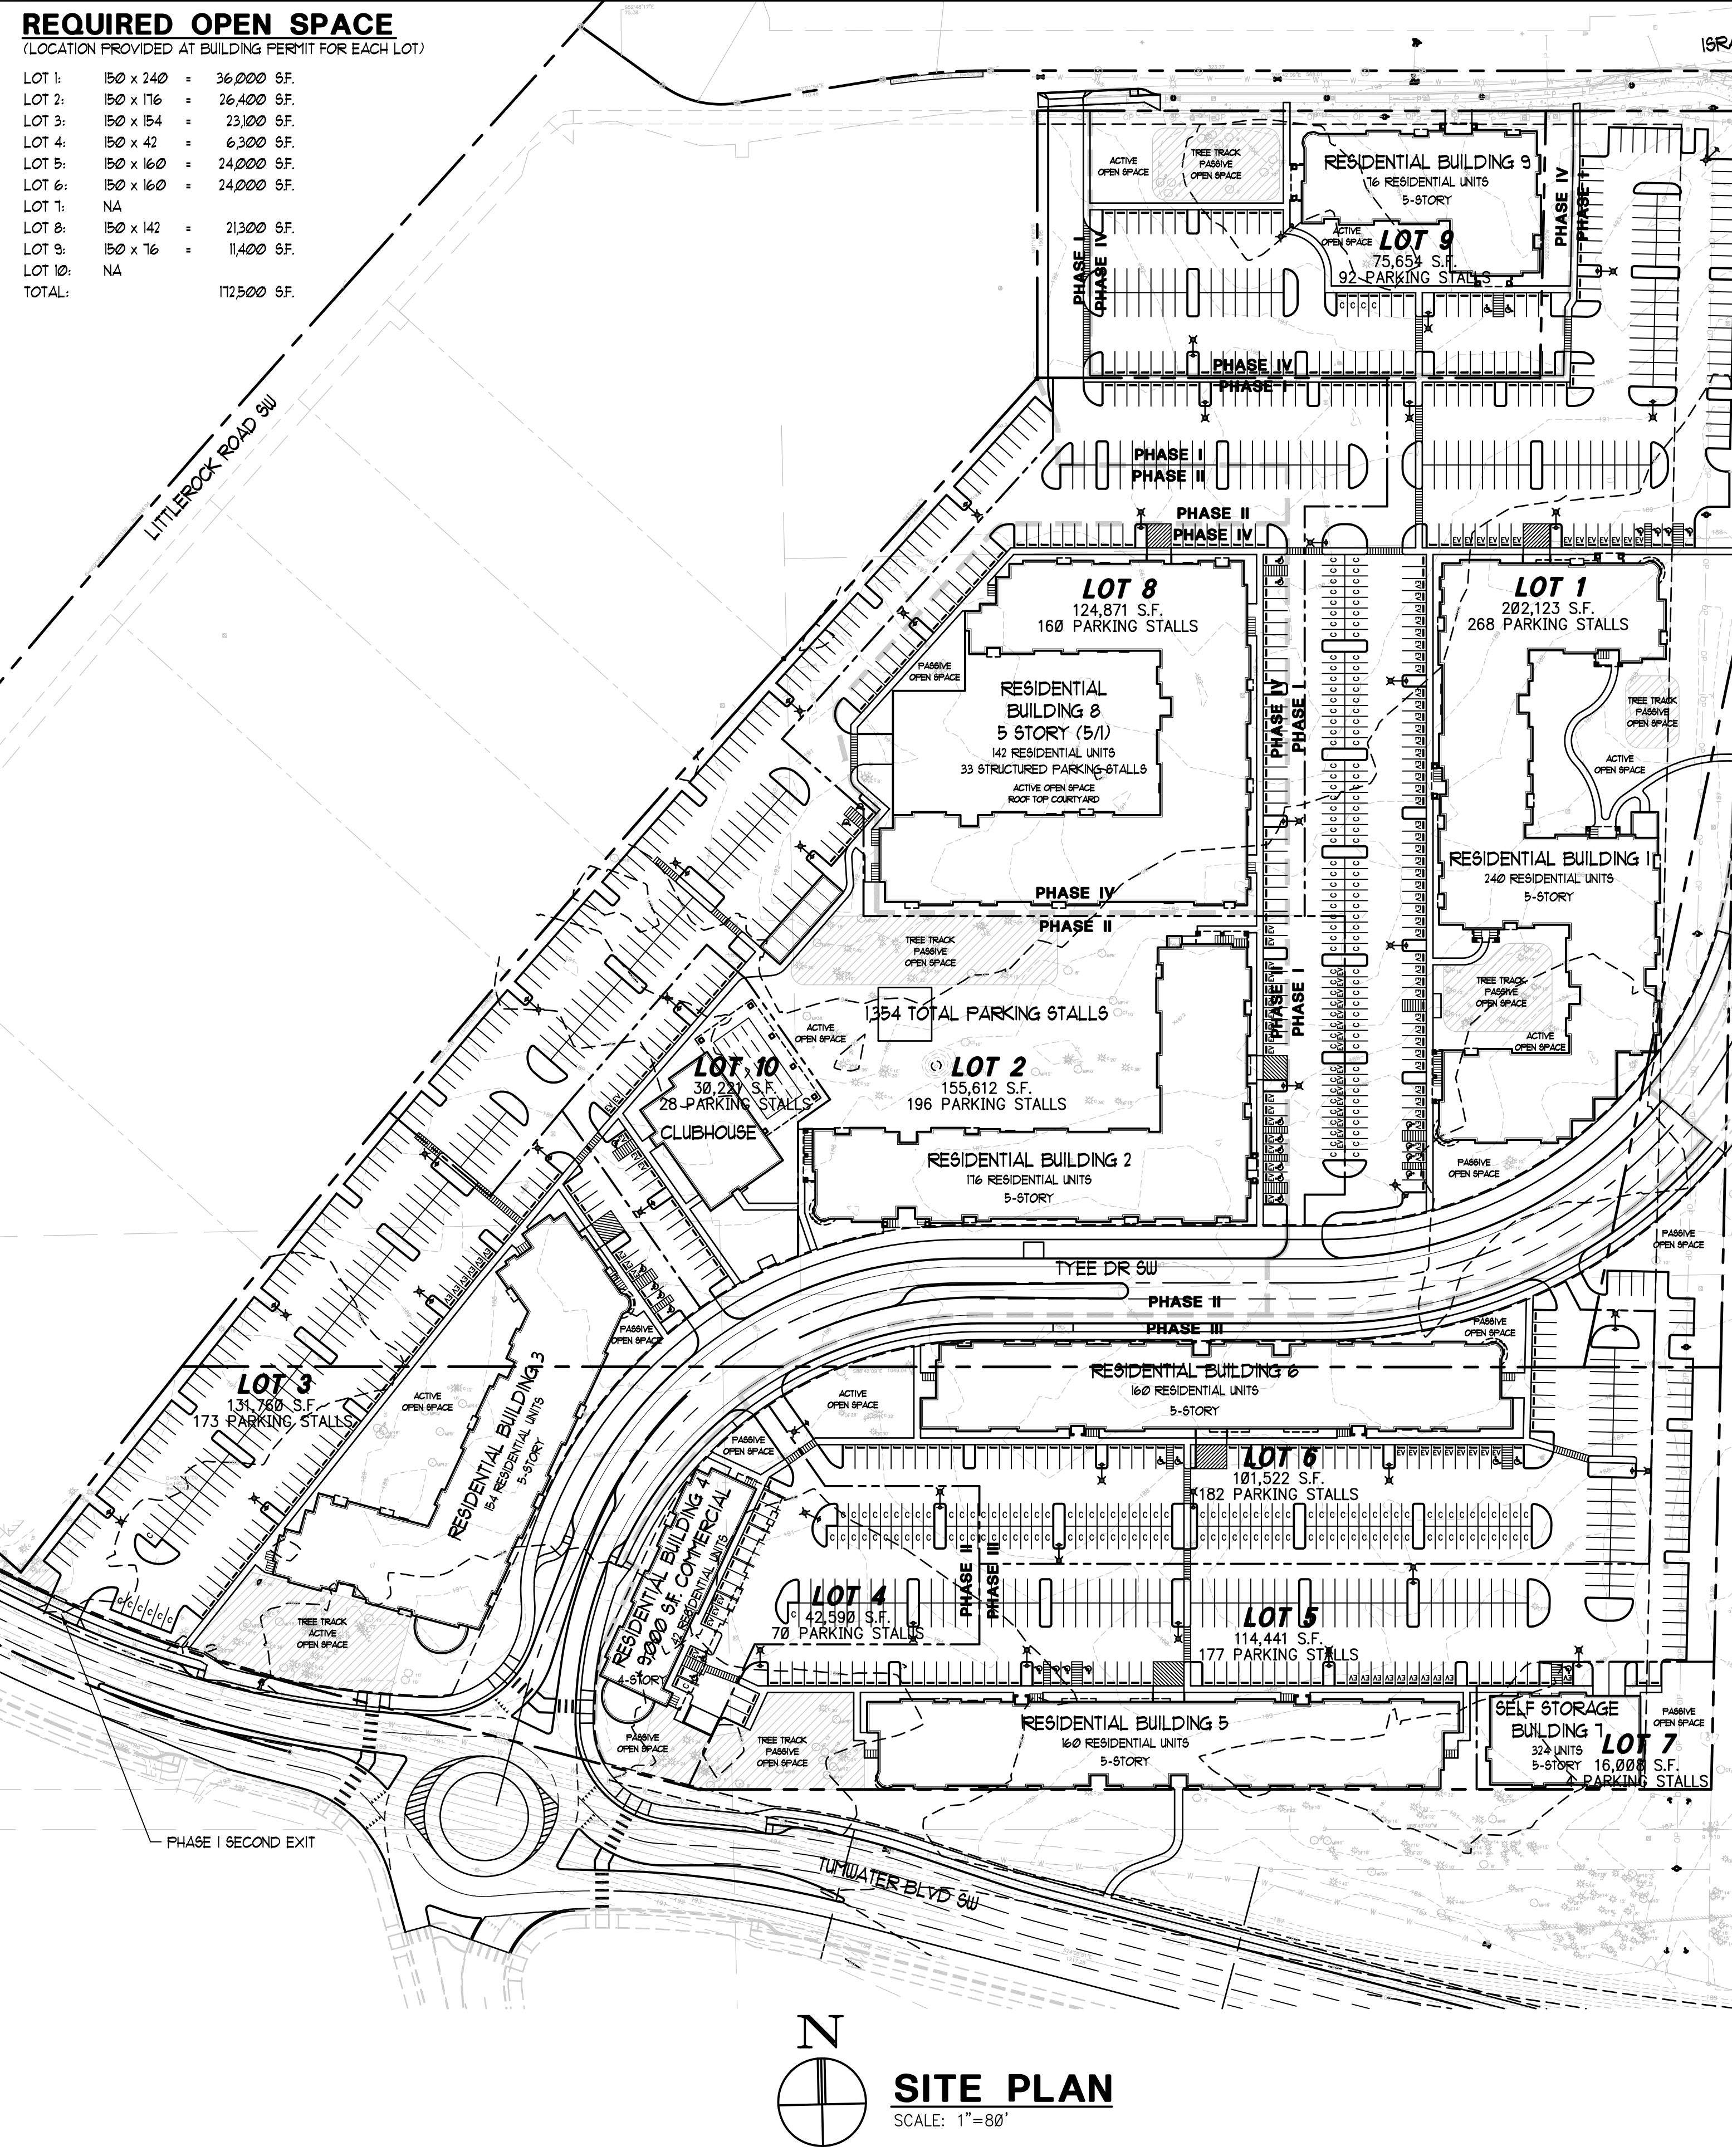 REQUIRED OPEN SPACE
(LOCATION PROVIDED AT BUILDING PERMIT FOR EACH LOT)
LOT 1: 150 x 240 = 36,000 S.F.
LOT 2: 150 x 176 = 26,400 S.F.
LOT 3: 150 x 154 = 23,100 S.F.
LOT 4: 150 x 42 = 6,300 S.F.
LOT 5: 150 x 160 = 24,000 S.F.
LOT 6: 150 x 160 = 24,000 S.F.
LOT 7: NA
LOT 8: 150 x 142 = 21,300 S.F.
LOT 9: 150 x 76 = 11,400 S.F.
LOT 10: NA
TOTAL: 172,500 S.F.
LITTLEROCK ROAD SW
ACTIVE
OPEN SPACE
TREE TRACK
PASSIVE
OPEN SPACE
RESIDENTIAL BUILDING 9
76 RESIDENTIAL UNITS
5-STORY
ACTIVE
OPEN SPACE
LOT 9
75,654 S.F.
92 PARKING STALLS
PHASE I
PHASE IV
PHASE IV
PHASE I
PHASE IV
PHASE I
PHASE I
PHASE II
PHASE II
PHASE IV
LOT 8
124,871 S.F.
160 PARKING STALLS
PASSIVE
OPEN SPACE
RESIDENTIAL
BUILDING 8
5 STORY (5/1)
142 RESIDENTIAL UNITS
33 STRUCTURED PARKING STALLS
ACTIVE OPEN SPACE
ROOF TOP COURTYARD
PHASE IV
PHASE I
LOT 1
202,123 S.F.
268 PARKING STALLS
TREE TRACK
PASSIVE
OPEN SPACE
ACTIVE
OPEN SPACE
RESIDENTIAL BUILDING 1
240 RESIDENTIAL UNITS
5-STORY
TREE TRACK
PASSIVE
OPEN SPACE
ACTIVE
OPEN SPACE
PASSIVE
OPEN SPACE
PHASE IV
PHASE II
TREE TRACK
PASSIVE
OPEN SPACE
1,354 TOTAL PARKING STALLS
ACTIVE
OPEN SPACE
PHASE II
PHASE I
LOT 10
30,221 S.F.
28 PARKING STALLS
CLUBHOUSE
LOT 2
155,612 S.F.
196 PARKING STALLS
RESIDENTIAL BUILDING 2
176 RESIDENTIAL UNITS
5-STORY
PASSIVE
OPEN SPACE
TYEE DR SW
PHASE II
PHASE III
PASSIVE
OPEN SPACE
PASSIVE
OPEN SPACE
LOT 3
131,760 S.F.
173 PARKING STALLS
ACTIVE
OPEN SPACE
RESIDENTIAL BUILDING 3
154 RESIDENTIAL UNITS
5-STORY
TREE TRACK
ACTIVE
OPEN SPACE
RESIDENTIAL BUILDING 6
160 RESIDENTIAL UNITS
5-STORY
ACTIVE
OPEN SPACE
PASSIVE
OPEN SPACE
LOT 6
101,522 S.F.
182 PARKING STALLS
RESIDENTIAL BUILDING 4
9,000 S.F. COMMERCIAL
42 RESIDENTIAL UNITS
4-STORY
PHASE II
PHASE III
LOT 4
42,590 S.F.
70 PARKING STALLS
LOT 5
114,441 S.F.
177 PARKING STALLS
PASSIVE
OPEN SPACE
TREE TRACK
PASSIVE
OPEN SPACE
RESIDENTIAL BUILDING 5
160 RESIDENTIAL UNITS
5-STORY
SELF STORAGE
BUILDING 7
324 UNITS
5-STORY
PASSIVE
OPEN SPACE
LOT 7
16,008 S.F.
4 PARKING STALLS
PHASE 1 SECOND EXIT
TUMWATER BLVD SW
N
SITE PLAN
SCALE: 1"=80'